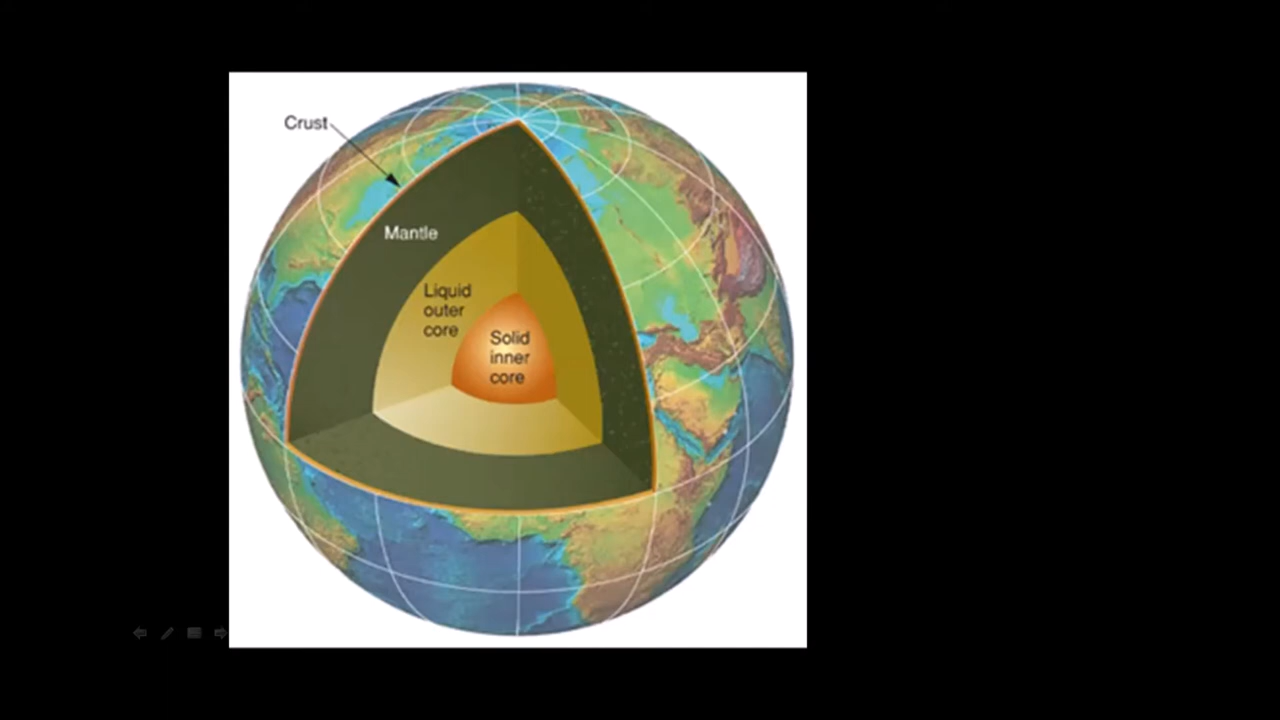 Crust
Mantle
Liquid
outer
core
Solid
inner
core